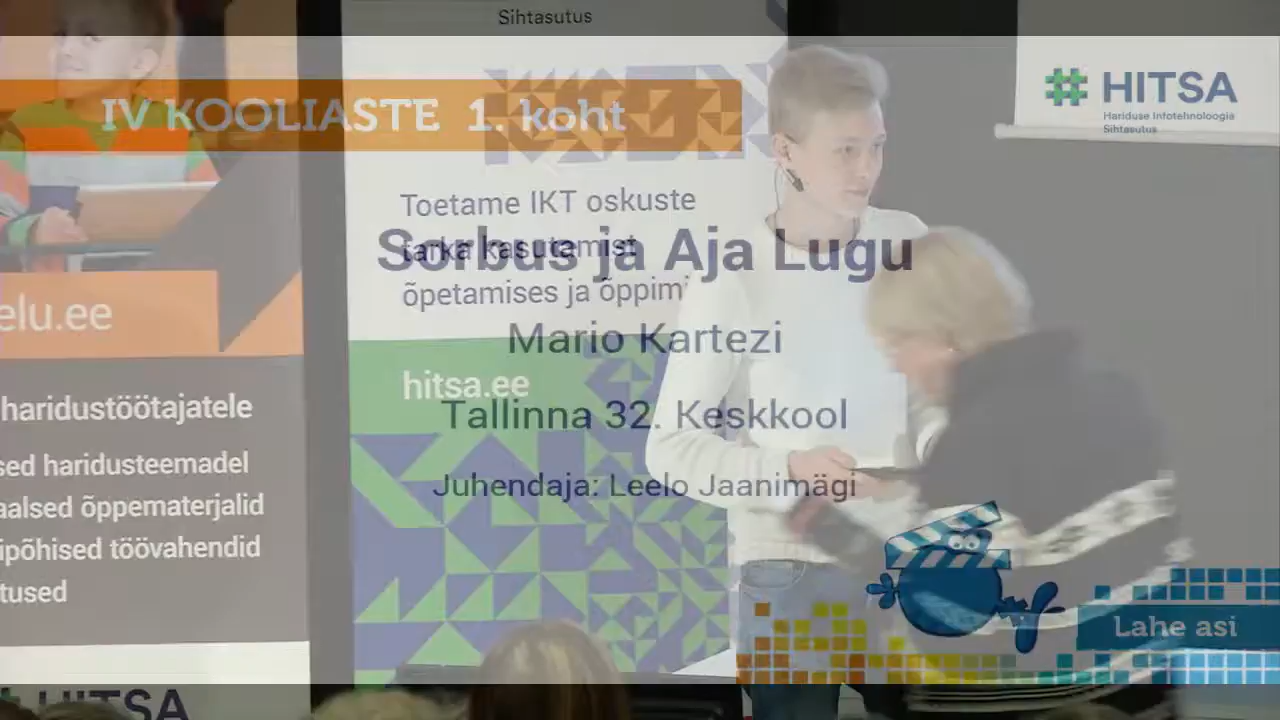 Sihtasutus
IV KOOLIASTE 1. koht
HITSA
Hariduse Infotehnoloogia
Sihtasutus
Toetame IKT oskuste
tarka kasutamist
õpetamises ja õppimi
Sorbus ja Aja Lugu
Mario Kartezi
Tallinna 32. Keskkool
Juhendaja: Leelo Jaanimägi
hitsa.ee
elu.ee
haridustöötajatele
sed haridusteemadel
aalsed õppematerjalid
ipõhised töövahendid
tused
Lahe asi
HITSA